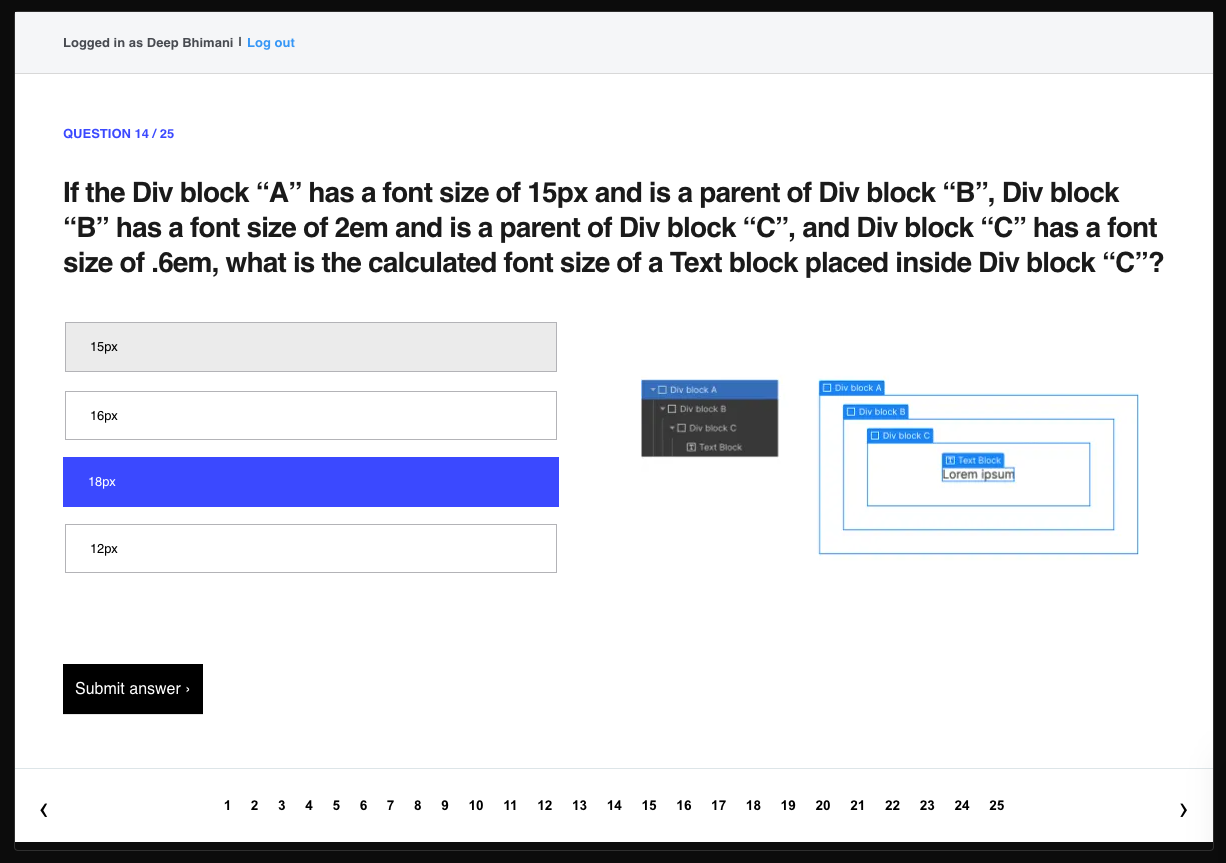 Logged in as Deep Bhimani | Log out
QUESTION 14 / 25
If the Div block “A” has a font size of 15px and is a parent of Div block “B”, Div block
“B” has a font size of 2em and is a parent of Div block “C”, and Div block “C” has a font
size of .6em, what is the calculated font size of a Text block placed inside Div block “C”?
15px
16px
18px
12px
Div block A
Div block B
Div block C
Text Block
Div block A
Div block B
Div block C
Text Block
Lorem ipsum
Submit answer ›
‹ 1 2 3 4 5 6 7 8 9 10 11 12 13 14 15 16 17 18 19 20 21 22 23 24 25 ›